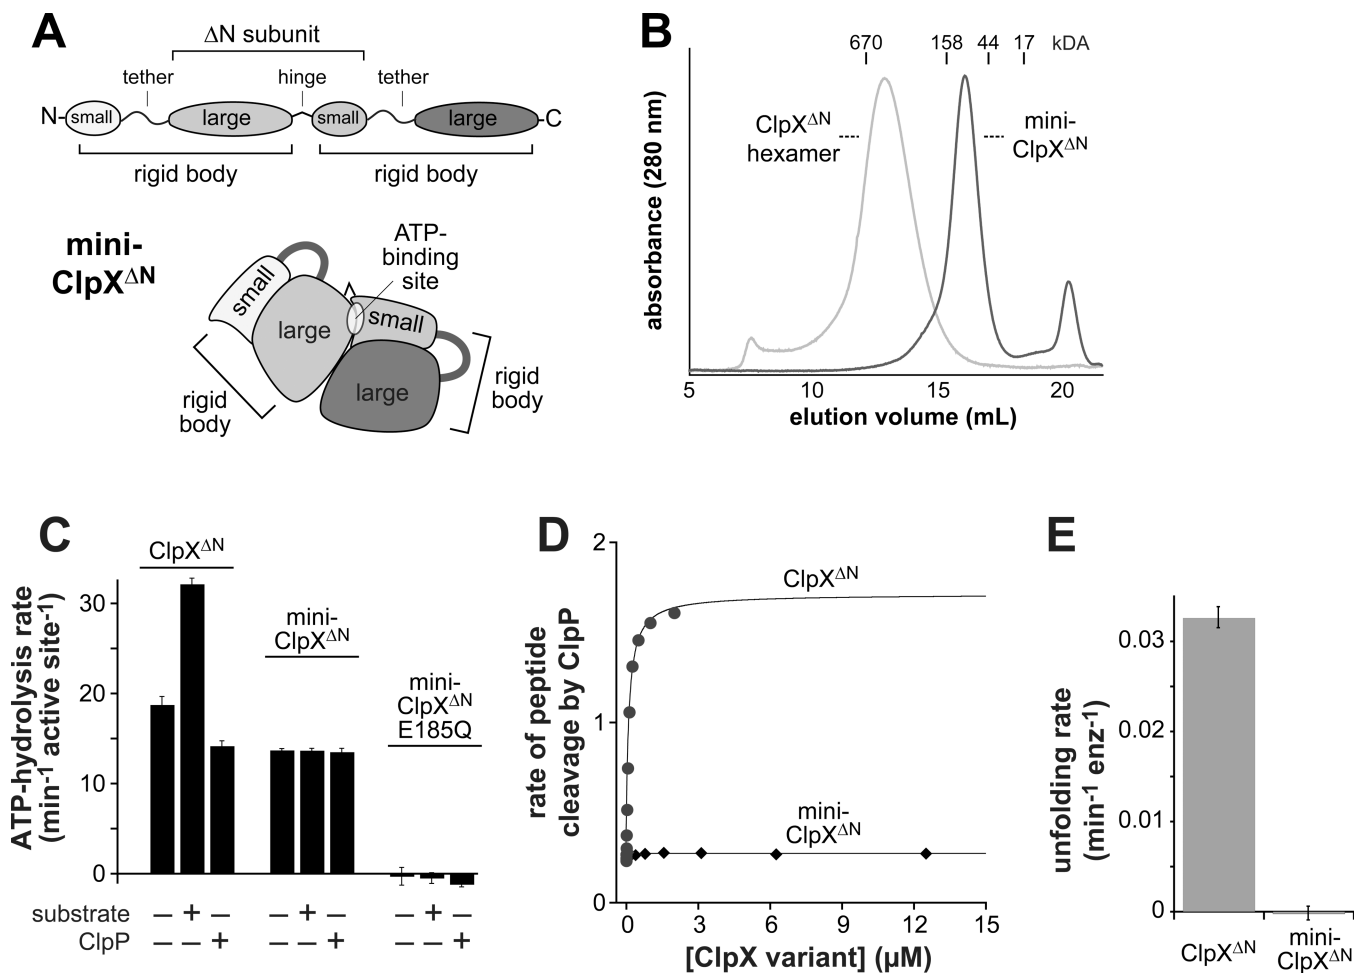 A
ΔN subunit
tether hinge tether
N- small large small large -C
rigid body rigid body
mini-
ClpXΔN
ATP-
binding
site
small large small
large
rigid
body
rigid
body
B
670 158 44 17 kDA
ClpXΔN
hexamer
mini-
ClpXΔN
absorbance (280 nm)
5 10 15 20
elution volume (mL)
C
ClpXΔN
mini-
ClpXΔN
mini-
ClpXΔN
E185Q
ATP-hydrolysis rate
(min-1 active site-1)
30
20
10
0
substrate – + – – + – – + –
ClpP – – + – – + – – +
D
ClpXΔN
mini-
ClpXΔN
rate of peptide
cleavage by ClpP
2
1
0
0 3 6 9 12 15
[ClpX variant] (µM)
E
unfolding rate
(min-1 enz-1)
0.03
0.02
0.01
0
ClpXΔN
mini-
ClpXΔN